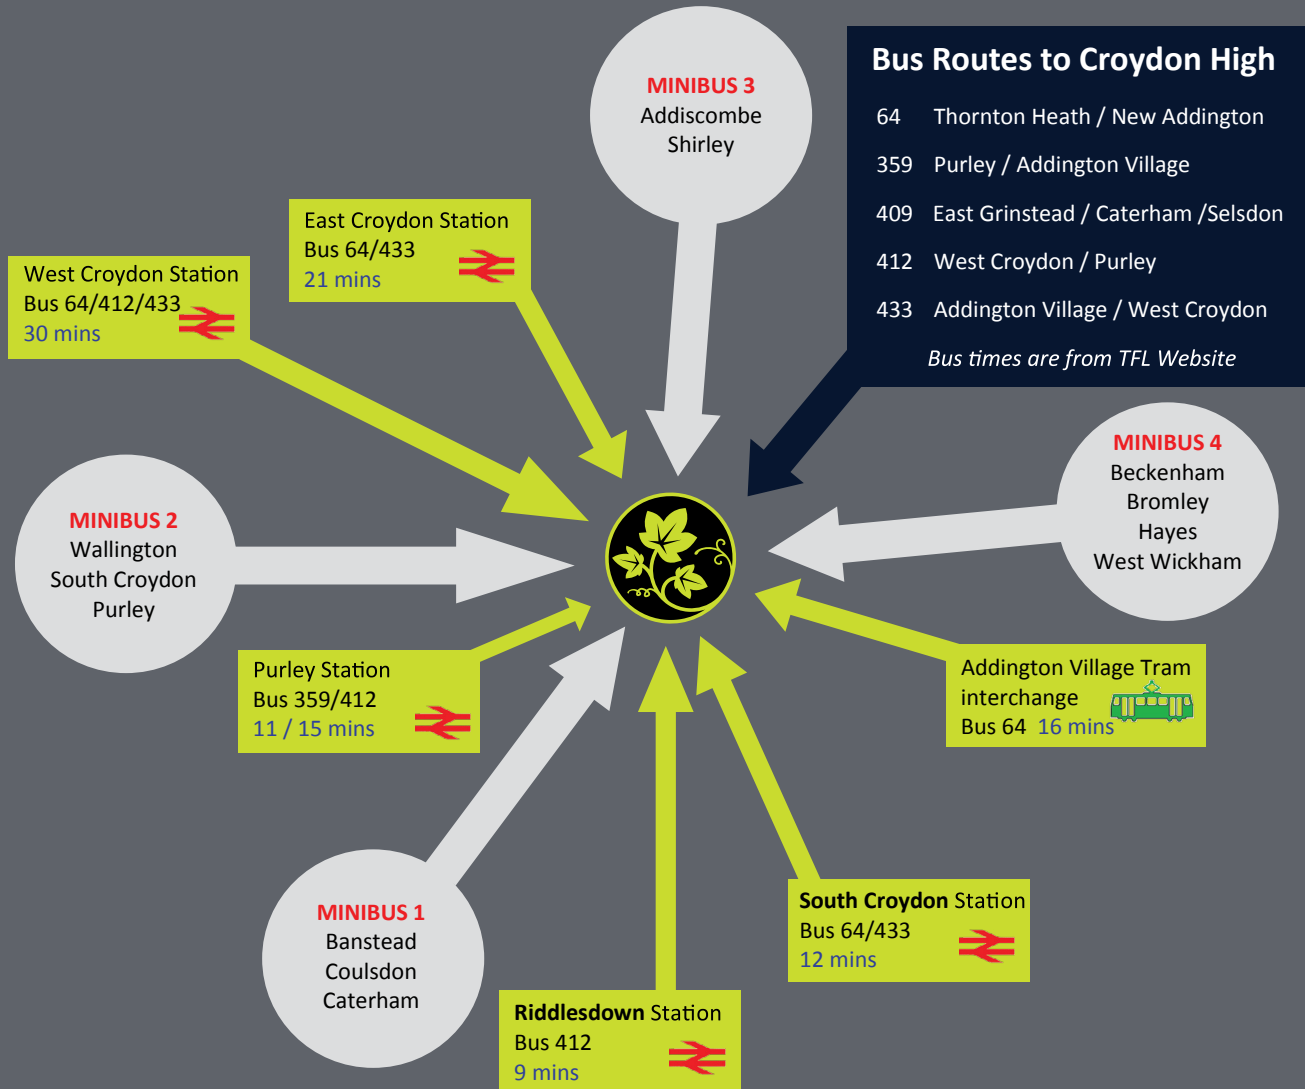 MINIBUS 3
Addiscombe
Shirley
Bus Routes to Croydon High
64 Thornton Heath / New Addington
359 Purley / Addington Village
409 East Grinstead / Caterham /Selsdon
412 West Croydon / Purley
433 Addington Village / West Croydon
Bus times are from TFL Website
East Croydon Station
Bus 64/433
21 mins
West Croydon Station
Bus 64/412/433
30 mins
MINIBUS 4
Beckenham
Bromley
Hayes
West Wickham
MINIBUS 2
Wallington
South Croydon
Purley
Purley Station
Bus 359/412
11 / 15 mins
Addington Village Tram
interchange
Bus 64 16 mins
MINIBUS 1
Banstead
Coulsdon
Caterham
South Croydon Station
Bus 64/433
12 mins
Riddlesdown Station
Bus 412
9 mins